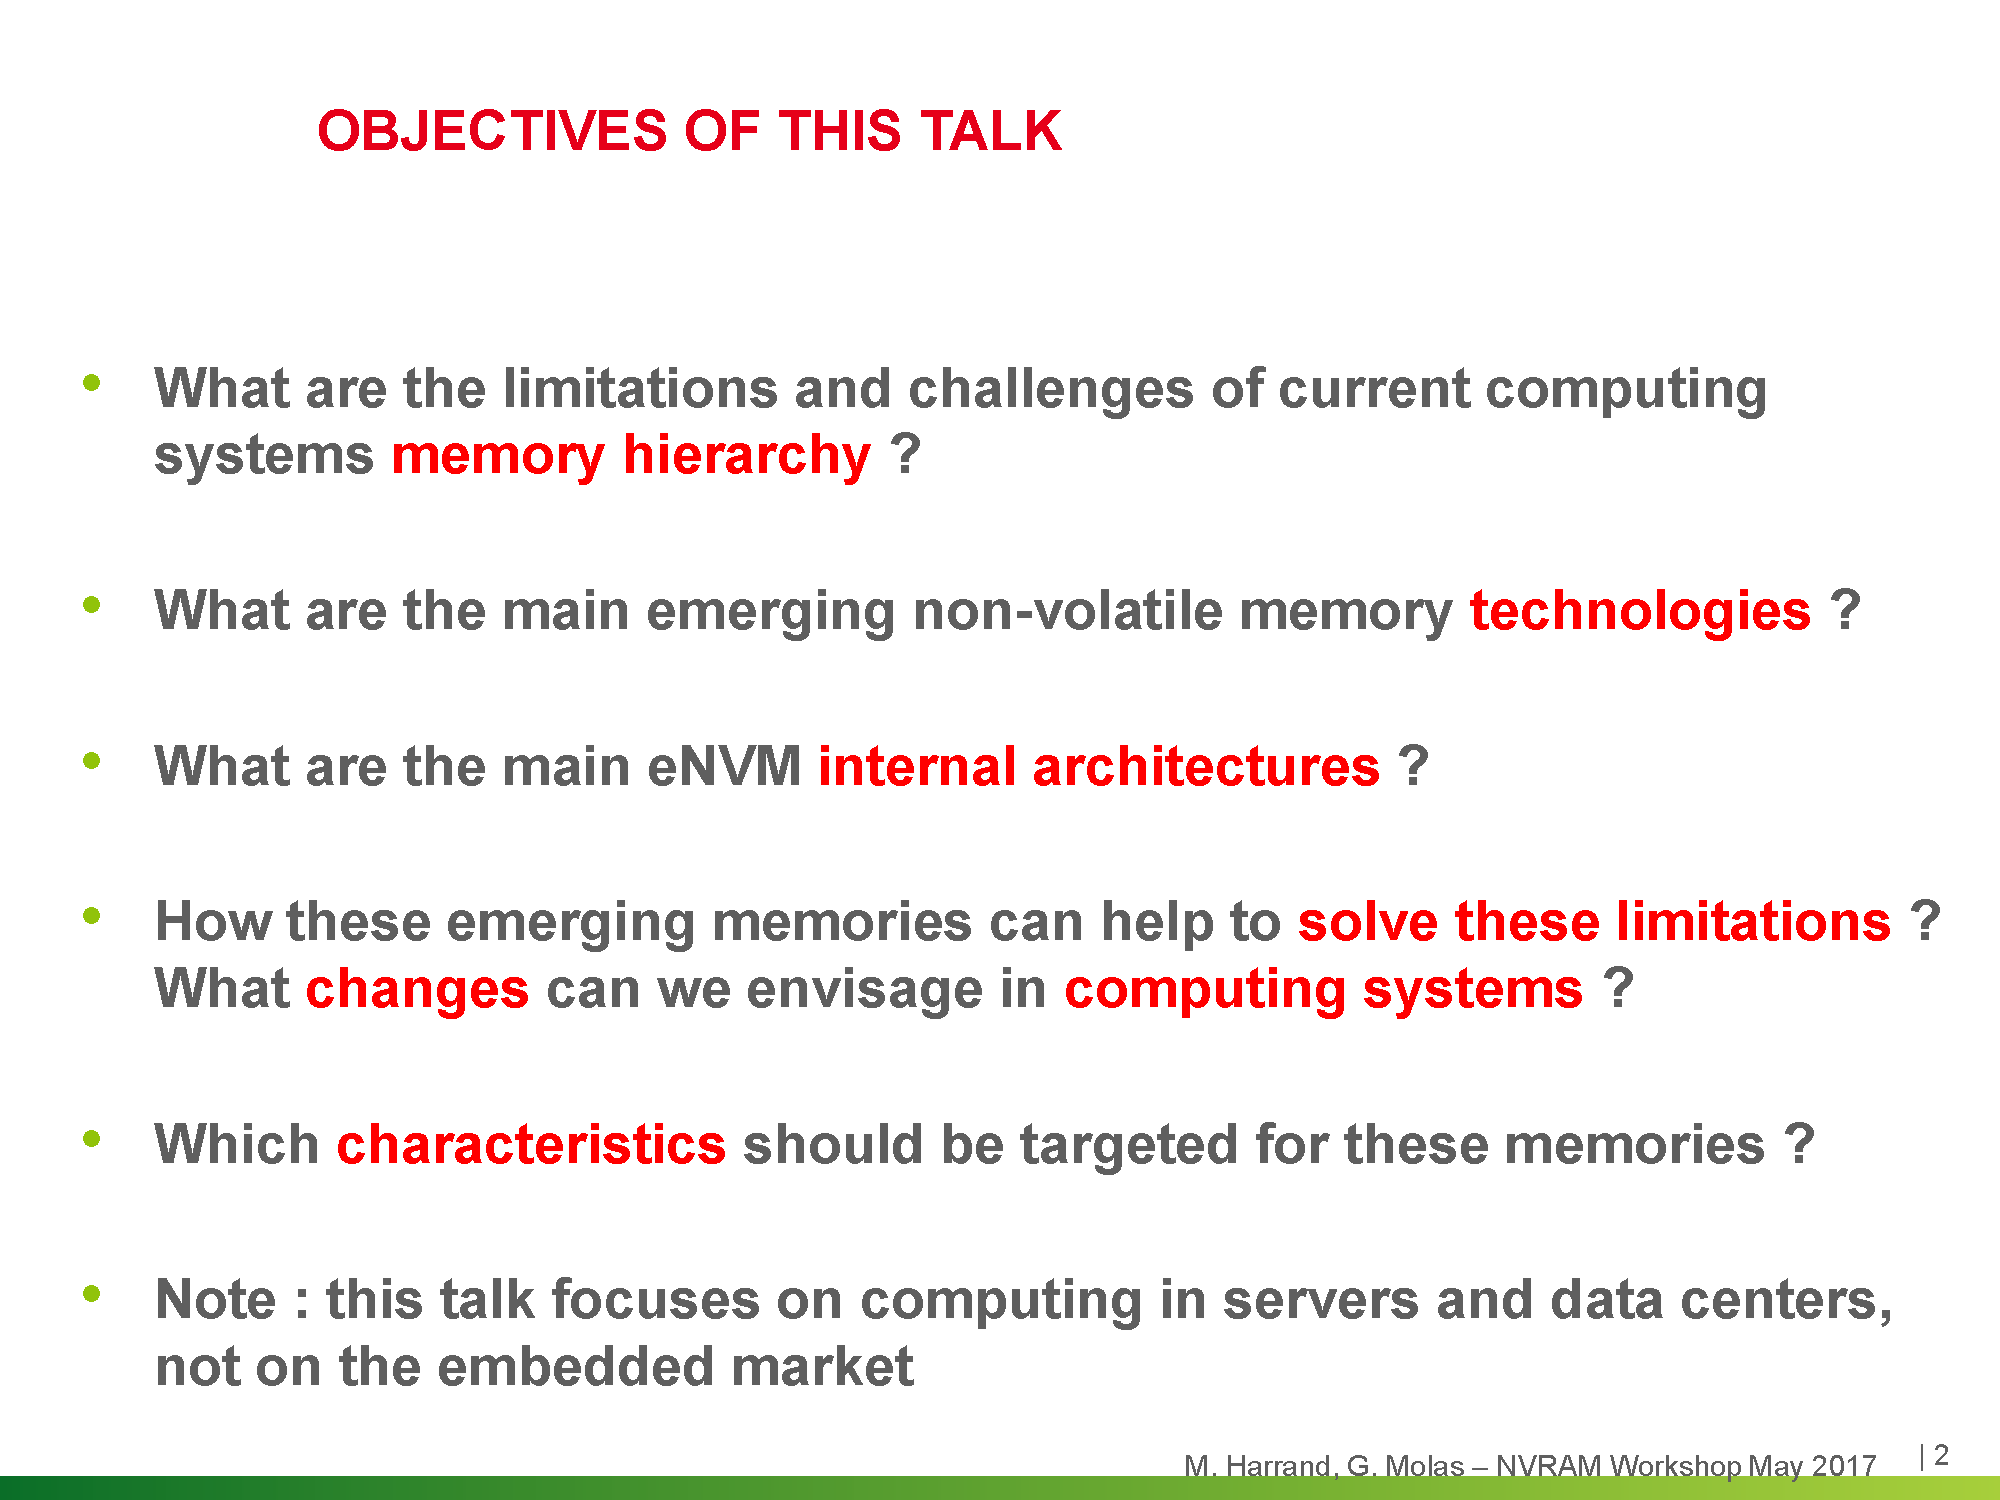 OBJECTIVES OF THIS TALK
• What are the limitations and challenges of current computing
systems memory hierarchy ?
• What are the main emerging non-volatile memory technologies ?
• What are the main eNVM internal architectures ?
• How these emerging memories can help to solve these limitations ?
What changes can we envisage in computing systems ?
• Which characteristics should be targeted for these memories ?
• Note : this talk focuses on computing in servers and data centers,
not on the embedded market
M. Harrand, G. Molas – NVRAM Workshop May 2017
| 2